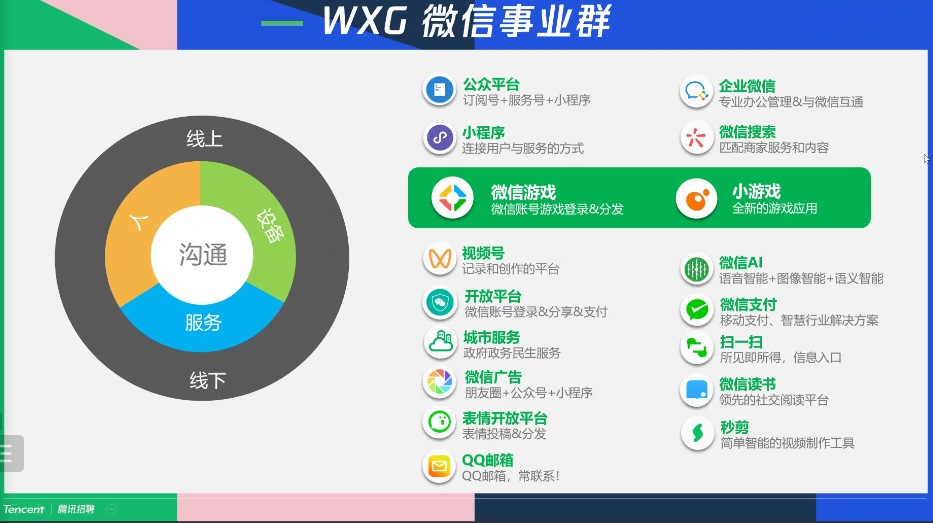 WXG 微信事业群
线上
人
设备
沟通
服务
线下
公众平台
订阅号+服务号+小程序
小程序
连接用户与服务的方式
微信游戏
微信账号游戏登录&分发
视频号
记录和创作的平台
开放平台
微信账号登录&分享&支付
城市服务
政府政务民生服务
微信广告
朋友圈+公众号+小程序
表情开放平台
表情投稿&分发
QQ邮箱
QQ邮箱，常联系！
企业微信
专业办公管理&与微信互通
微信搜索
匹配商家服务和内容
小游戏
全新的游戏应用
微信AI
语音智能+图像智能+语义智能
微信支付
移动支付、智慧行业解决方案
扫一扫
所见即所得，信息入口
微信读书
领先的社交阅读平台
秒剪
简单智能的视频制作工具
Tencent 腾讯招聘